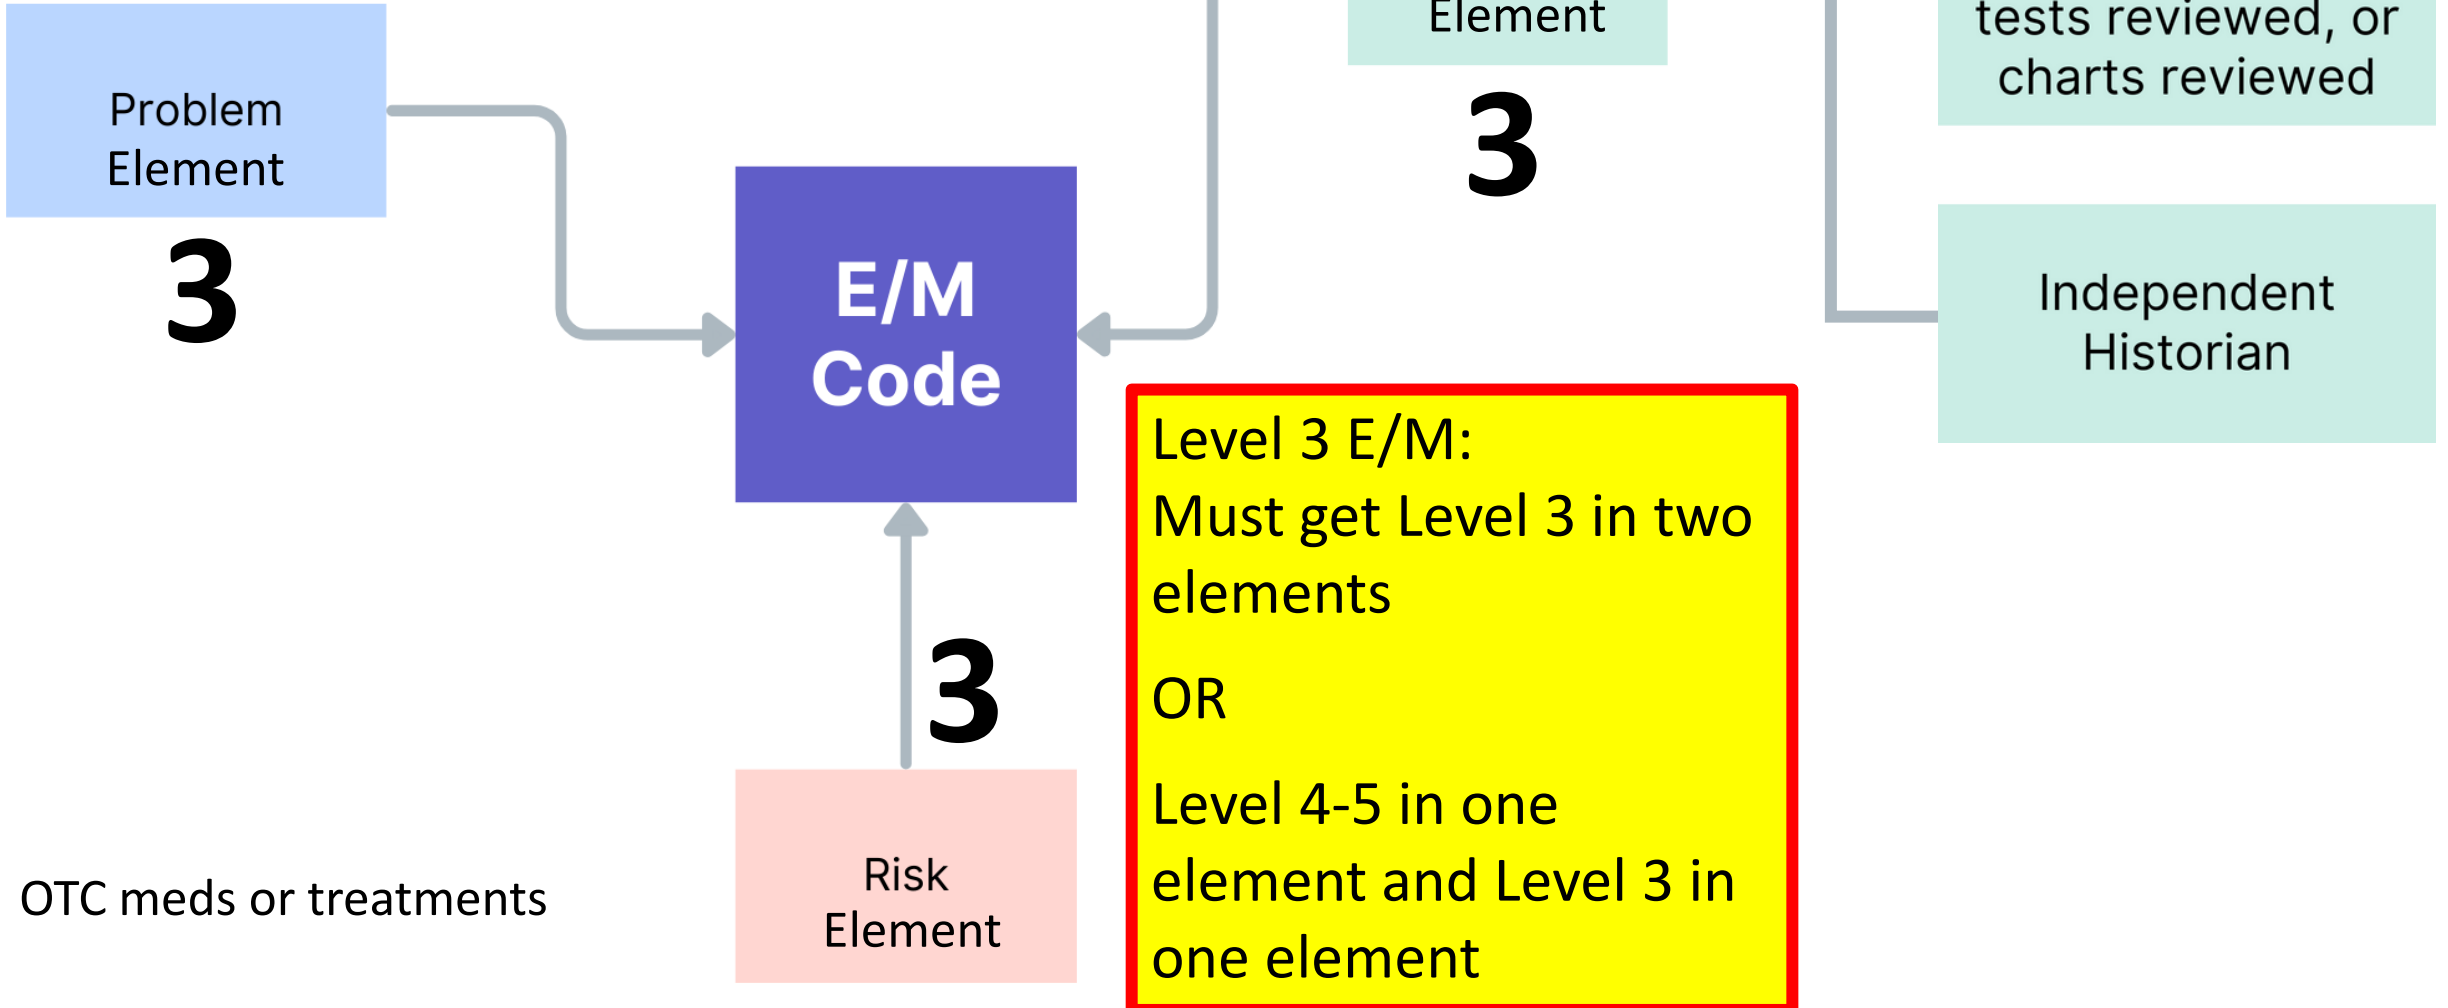 Element
tests reviewed, or
charts reviewed
Problem
Element
3
3
E/M
Code
Independent
Historian
Level 3 E/M:
Must get Level 3 in two
elements
OR
Level 4-5 in one
element and Level 3 in
one element
3
Risk
Element
OTC meds or treatments